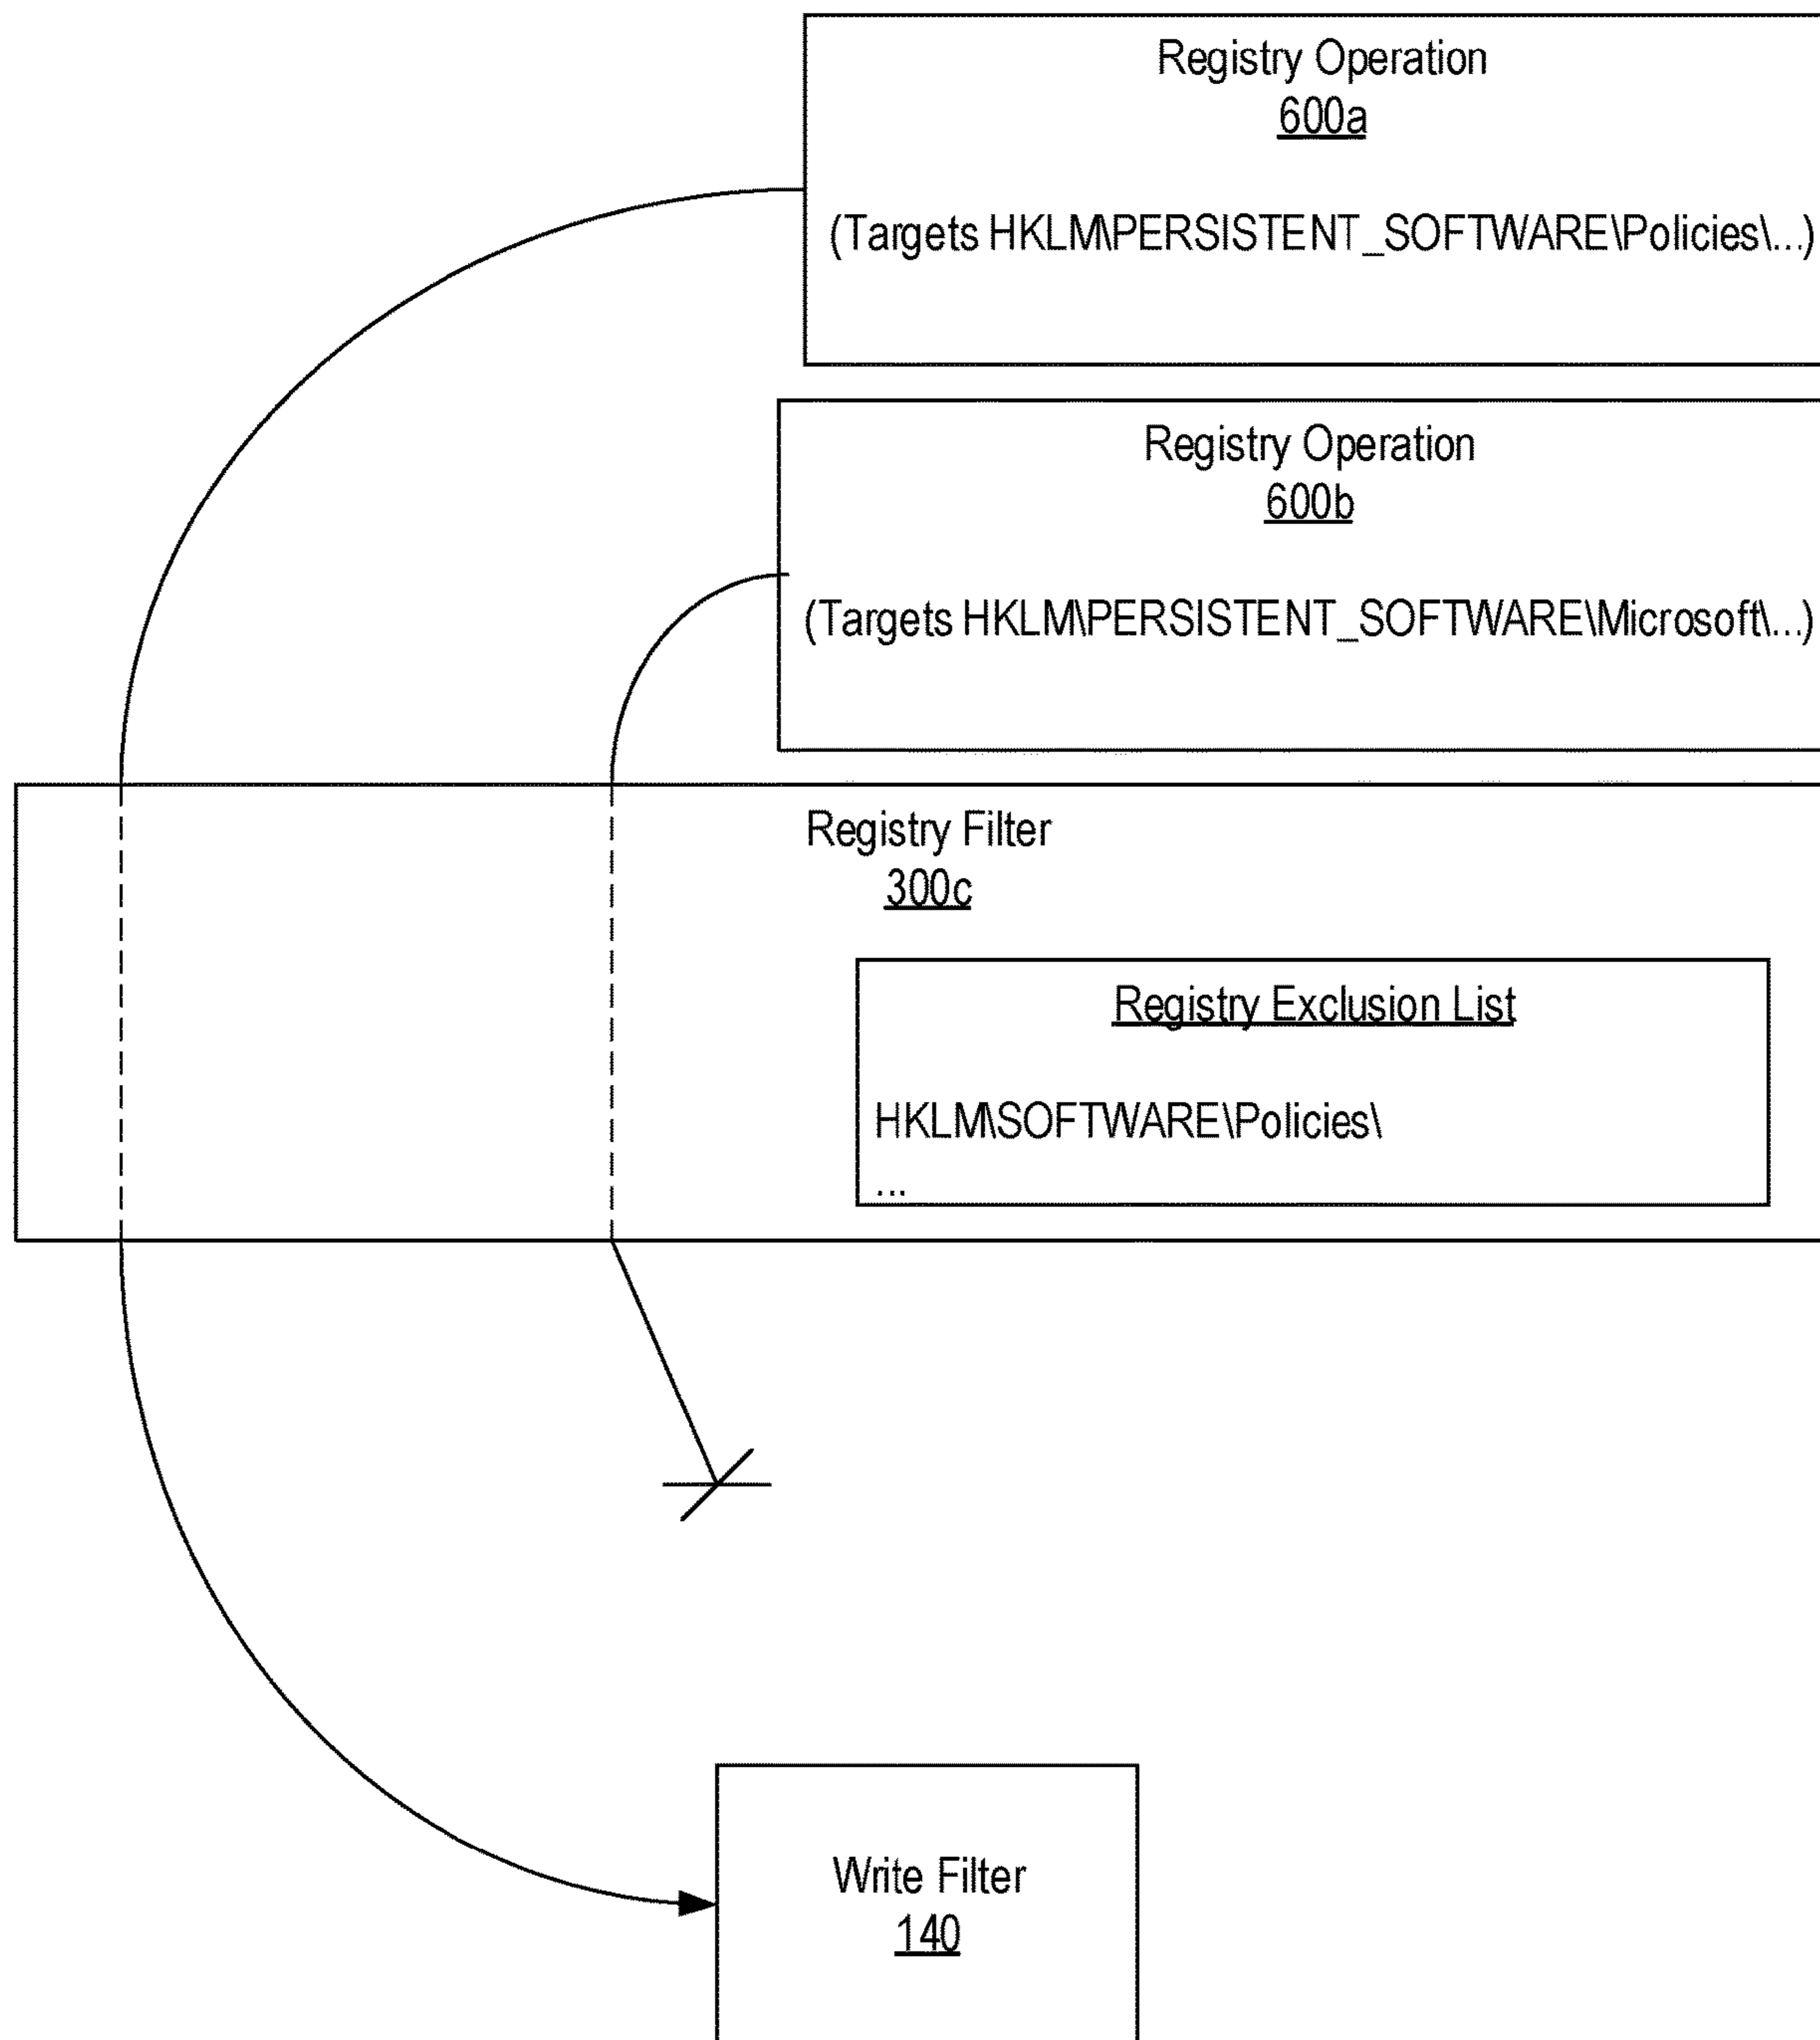 Registry Operation
600a
(Targets HKLM\PERSISTENT_SOFTWARE\Policies\...)
Registry Operation
600b
(Targets HKLM\PERSISTENT_SOFTWARE\Microsoft\...)
Registry Filter
300c
Registry Exclusion List
HKLM\SOFTWARE\Policies\
...
Write Filter
140